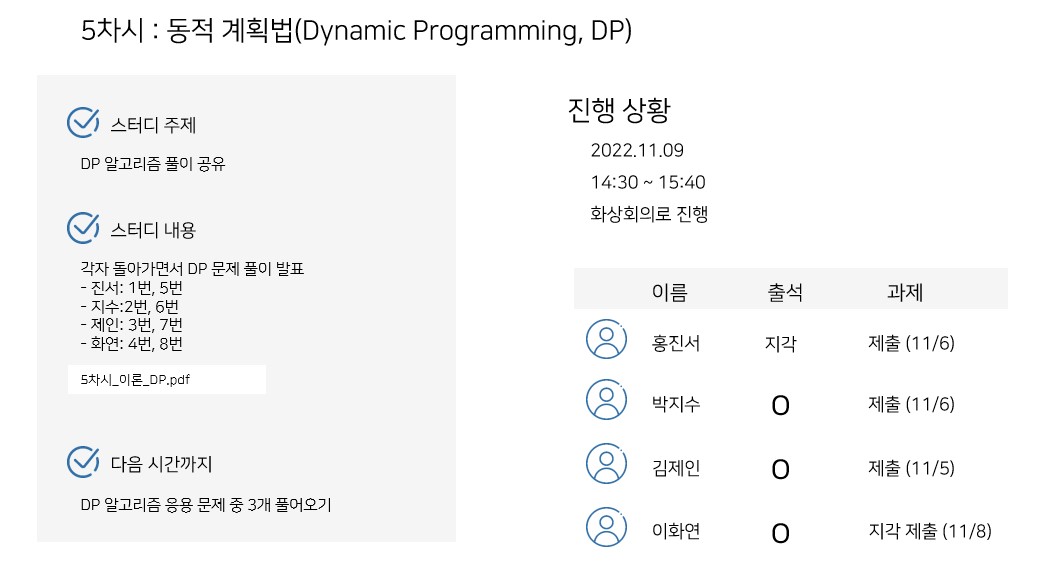 5차시 : 동적 계획법(Dynamic Programming, DP)
스터디 주제
DP 알고리즘 풀이 공유
스터디 내용
각자 돌아가면서 DP 문제 풀이 발표
- 진서: 1번, 5번
- 지수:2번, 6번
- 제인: 3번, 7번
- 화연: 4번, 8번
5차시_이론_DP.pdf
다음 시간까지
DP 알고리즘 응용 문제 중 3개 풀어오기
진행 상황
2022.11.09
14:30 ~ 15:40
화상회의로 진행
이름 출석 과제
홍진서 지각 제출 (11/6)
박지수 O 제출 (11/6)
김제인 O 제출 (11/5)
이화연 O 지각 제출 (11/8)